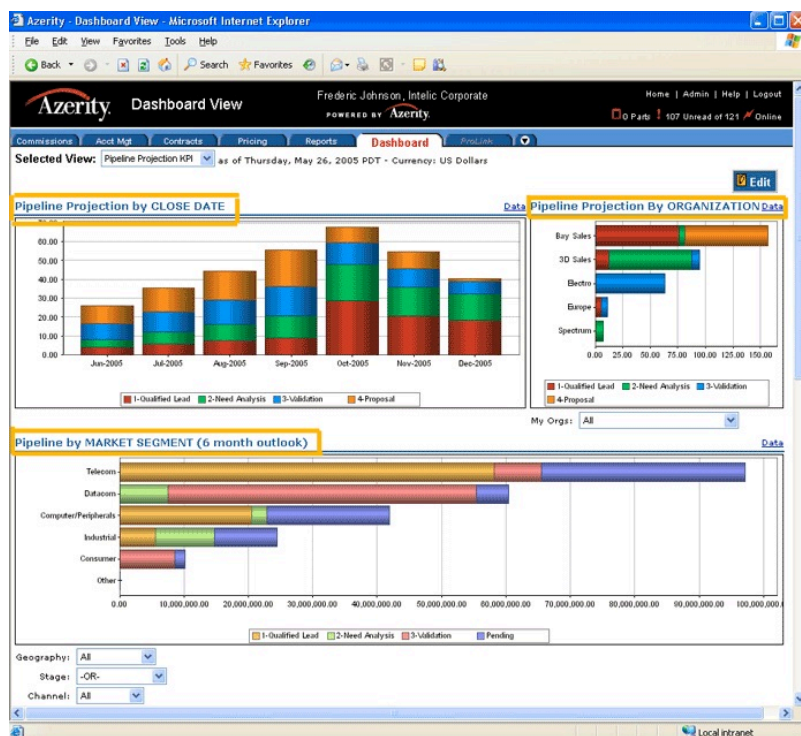 Azerity - Dashboard View - Microsoft Internet Explorer
File Edit View Favorites Tools Help
Back Search Favorites
Azerity. Dashboard View
Frederic Johnson, Intelic Corporate
POWERED BY Azerity.
Home | Admin | Help | Logout
0 Parts 107 Unread of 121 Online
Commissions Acct Mgt Contracts Pricing Reports Dashboard ProLink
Selected View: Pipeline Projection KPI as of Thursday, May 26, 2005 PDT - Currency: US Dollars
Edit
Pipeline Projection by CLOSE DATE Data
60.00
50.00
40.00
30.00
20.00
10.00
0.00
Jun-2005 Jul-2005 Aug-2005 Sep-2005 Oct-2005 Nov-2005 Dec-2005
1-Qualified Lead 2-Need Analysis 3-Validation 4-Proposal
Pipeline Projection By ORGANIZATION Data
Bay Sales
3D Sales
Electro
Europe
Spectrum
0.00 25.00 50.00 75.00 100.00 125.00 150.00
1-Qualified Lead 2-Need Analysis 3-Validation
4-Proposal
My Orgs: All
Pipeline by MARKET SEGMENT (6 month outlook) Data
Telecom
Datacom
Computer/Peripherals
Industrial
Consumer
Other
0.00 10,000,000.00 20,000,000.00 30,000,000.00 40,000,000.00 50,000,000.00 60,000,000.00 70,000,000.00 80,000,000.00 90,000,000.00
1-Qualified Lead 2-Need Analysis 3-Validation Pending
Geography: All
Stage: -OR-
Channel: All
Local intranet